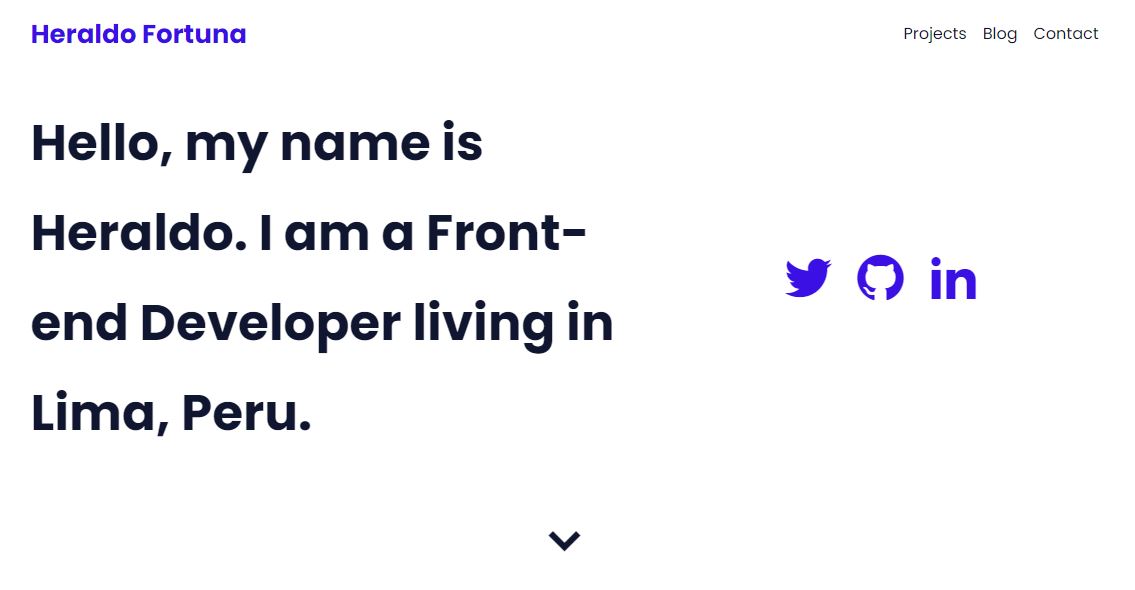 Heraldo Fortuna
Projects Blog Contact
Hello, my name is
Heraldo. I am a Front-
end Developer living in
Lima, Peru.
in